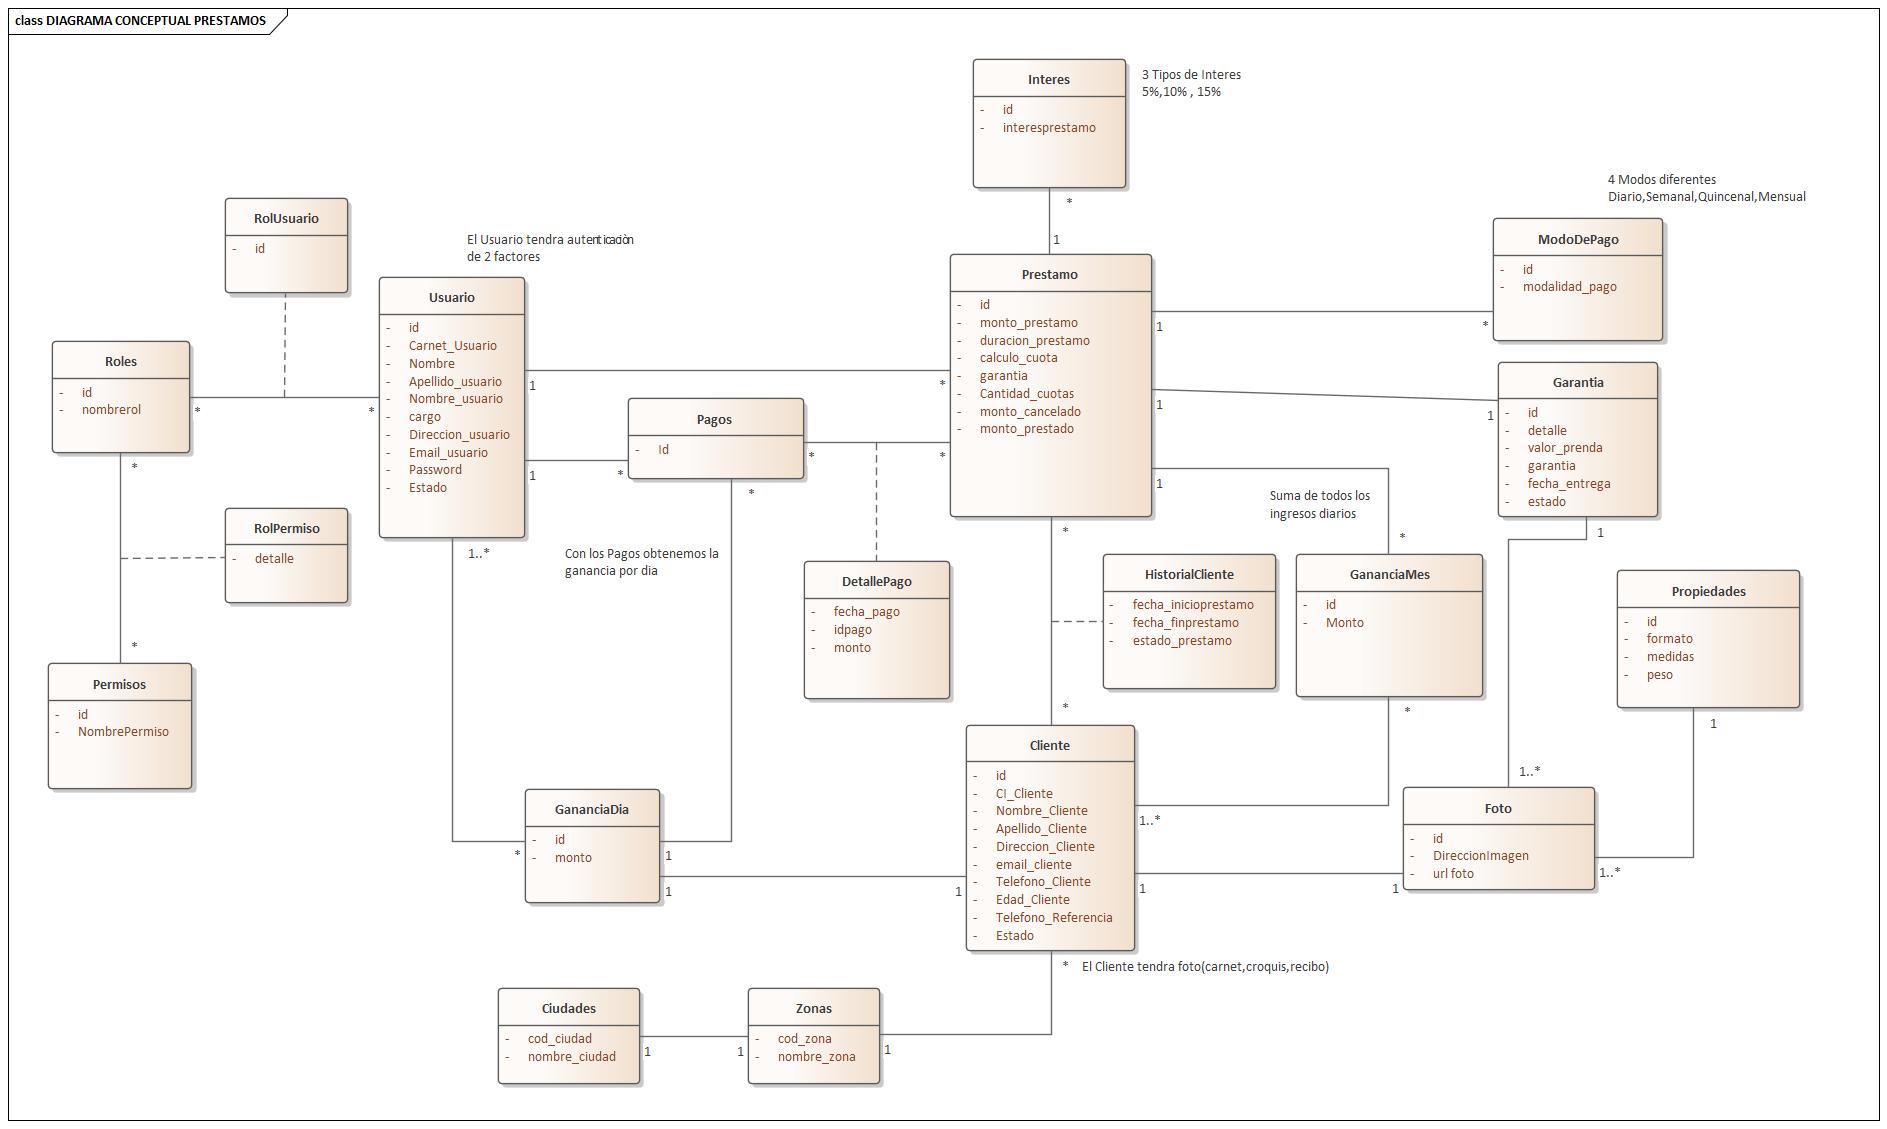 class DIAGRAMA CONCEPTUAL PRESTAMOS
Interes
- id
- interesprestamo
3 Tipos de Interes
5%,10% , 15%
*
1
4 Modos diferentes
Diario,Semanal,Quincenal,Mensual
ModoDePago
- id
- modalidad_pago
RolUsuario
- id
El Usuario tendra autenticaciòn
de 2 factores
Usuario
- id
- Carnet_Usuario
- Nombre
- Apellido_usuario
- Nombre_usuario
- cargo
- Direccion_usuario
- Email_usuario
- Password
- Estado
Prestamo
- id
- monto_prestamo
- duracion_prestamo
- calculo_cuota
- garantia
- Cantidad_cuotas
- monto_cancelado
- monto_prestado
1
*
Roles
- id
- nombrerol
*
*
1
*
Garantia
- id
- detalle
- valor_prenda
- garantia
- fecha_entrega
- estado
1
1
Pagos
- Id
1
*
*
*
*
1
*
1
Suma de todos los
ingresos diarios
*
RolPermiso
- detalle
1..*
Con los Pagos obtenemos la
ganancia por dia
*
1
DetallePago
- fecha_pago
- idpago
- monto
HistorialCliente
- fecha_inicioprestamo
- fecha_finprestamo
- estado_prestamo
GananciaMes
- id
- Monto
Propiedades
- id
- formato
- medidas
- peso
*
Permisos
- id
- NombrePermiso
*
*
1
Cliente
- id
- CI_Cliente
- Nombre_Cliente
- Apellido_Cliente
- Direccion_Cliente
- email_cliente
- Telefono_Cliente
- Edad_Cliente
- Telefono_Referencia
- Estado
1..*
GananciaDia
- id
- monto
Foto
- id
- DireccionImagen
- url foto
*
1
1..*
1..*
1
1
1
1
* El Cliente tendra foto(carnet,croquis,recibo)
Ciudades
- cod_ciudad
- nombre_ciudad
Zonas
- cod_zona
- nombre_zona
1
1
1